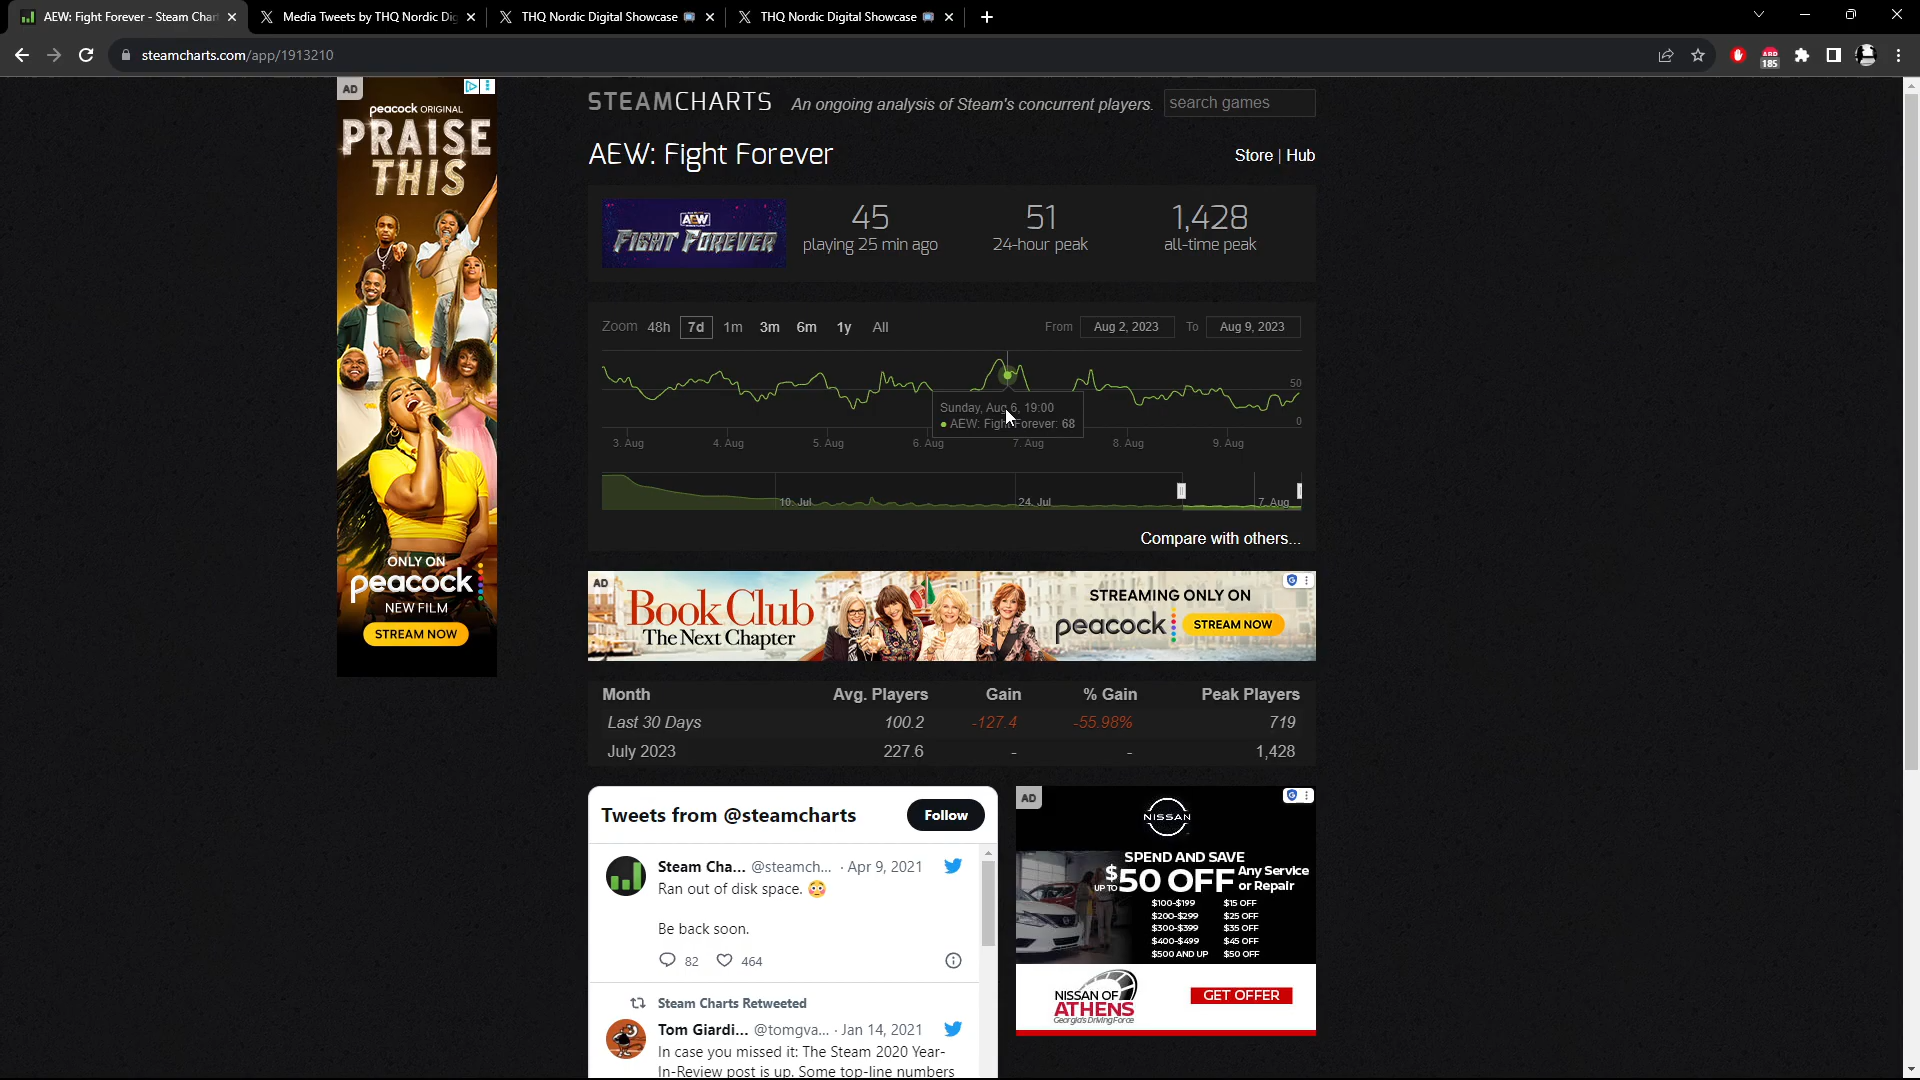 AEW: Fight Forever - Steam Char
Media Tweets by THQ Nordic Dig
THQ Nordic Digital Showcase
THQ Nordic Digital Showcase
steamcharts.com/app/1913210
185
AD
peacock ORIGINAL
PRAISE
THIS
ONLY ON
peacock
NEW FILM
STREAM NOW
STEAMCHARTS
An ongoing analysis of Steam's concurrent players.
search games
AEW: Fight Forever
Store | Hub
AEW
FIGHT FOREVER
45
playing 25 min ago
51
24-hour peak
1,428
all-time peak
Zoom 48h 7d 1m 3m 6m 1y All
From Aug 2, 2023 To Aug 9, 2023
50
0
Sunday, Aug 6, 19:00
AEW: Fight Forever: 68
3. Aug 4. Aug 5. Aug 6. Aug 7. Aug 8. Aug 9. Aug
10. Jul 24. Jul 7. Aug
Compare with others...
AD
Book Club
The Next Chapter
STREAMING ONLY ON
peacock STREAM NOW
Month Avg. Players Gain % Gain Peak Players
Last 30 Days 100.2 -127.4 -55.98% 719
July 2023 227.6 - - 1,428
Tweets from @steamcharts
Follow
Steam Cha... @steamch... · Apr 9, 2021
Ran out of disk space. 😳
Be back soon.
82 464
Steam Charts Retweeted
Tom Giardi... @tomgva... · Jan 14, 2021
In case you missed it: The Steam 2020 Year-
In-Review post is up. Some top-line numbers
AD
NISSAN
SPEND AND SAVE
UP TO $50 OFF Any Service
or Repair
$100-$199 $15 OFF
$200-$299 $25 OFF
$300-$399 $35 OFF
$400-$499 $45 OFF
$500 AND UP $50 OFF
NISSAN OF
ATHENS
Georgia's Driving Force
GET OFFER